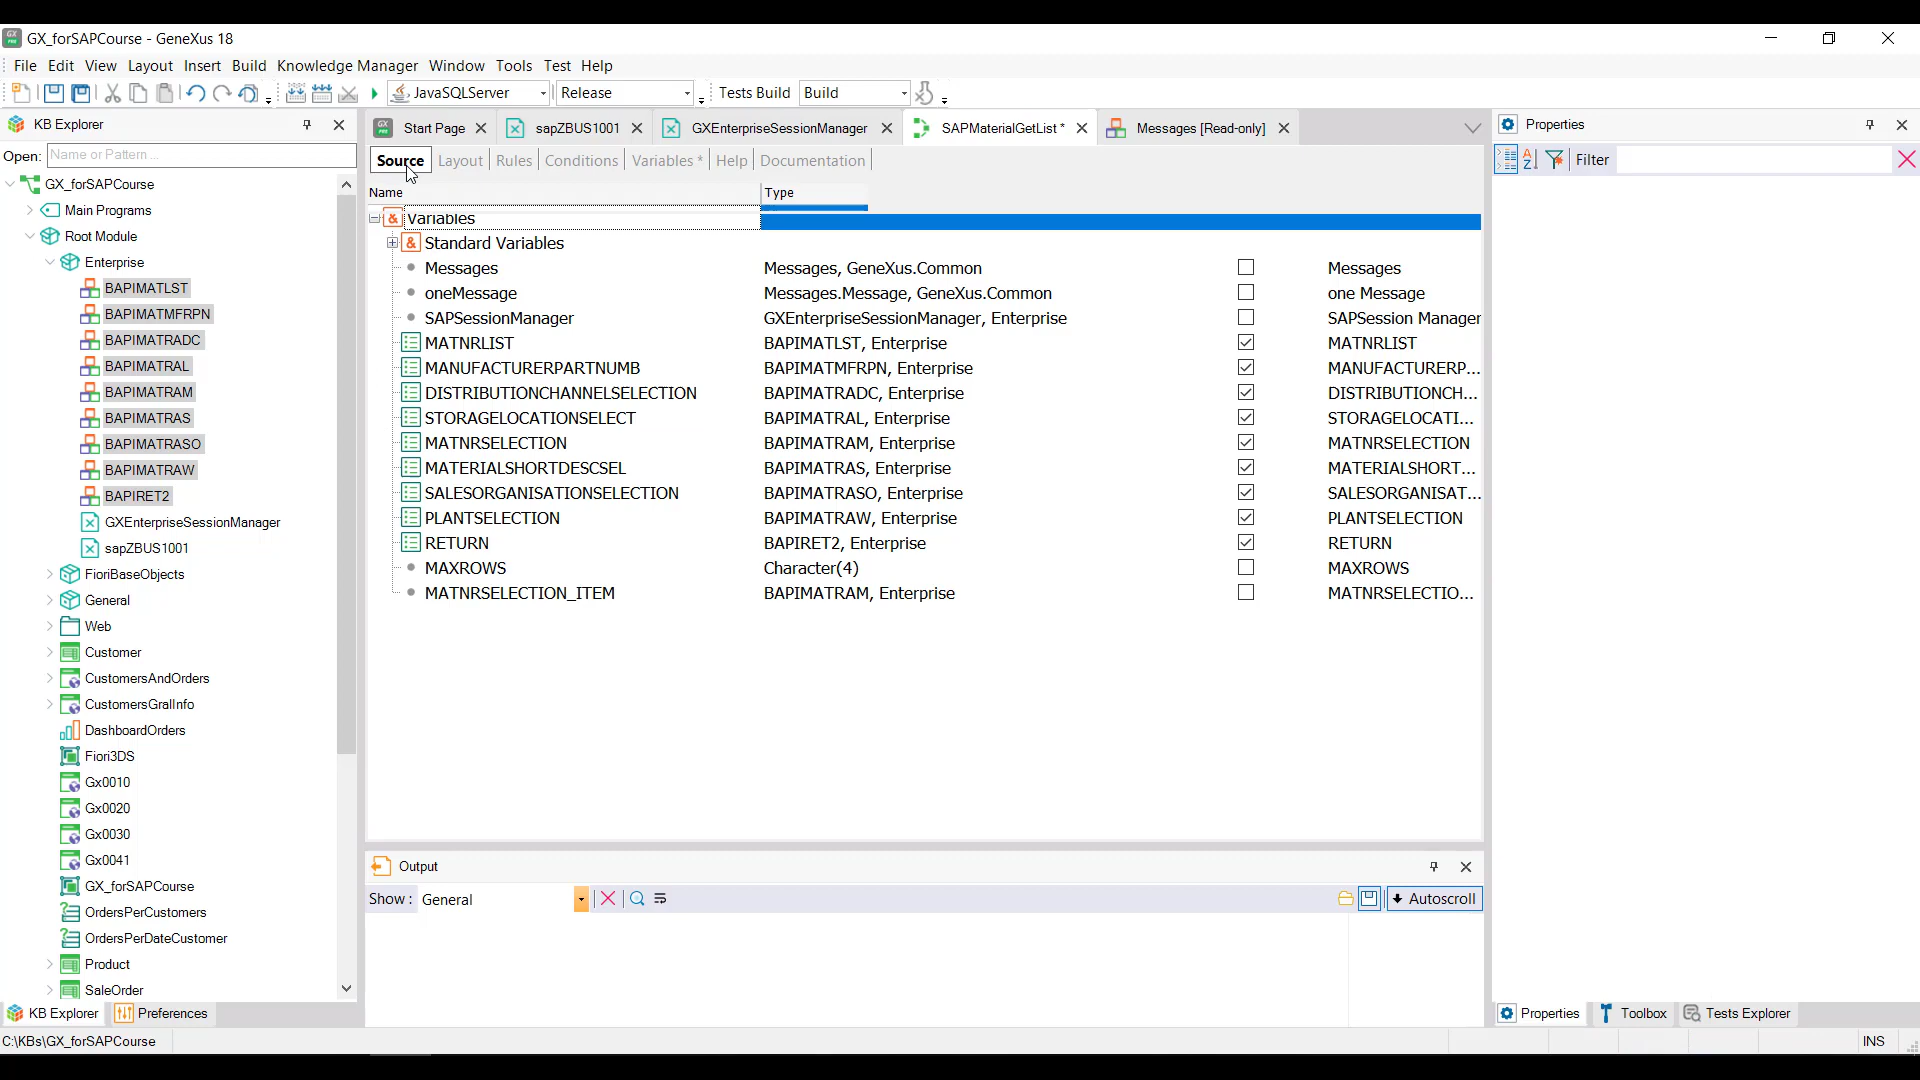 GX_forSAPCourse - GeneXus 18
File Edit View Layout Insert Build Knowledge Manager Window Tools Test Help
JavaSQLServer Release Tests Build Build
KB Explorer
Open: Name or Pattern ...
GX_forSAPCourse
Main Programs
Root Module
Enterprise
BAPIMATLST
BAPIMATMFRPN
BAPIMATRADC
BAPIMATRAL
BAPIMATRAM
BAPIMATRAS
BAPIMATRASO
BAPIMATRAW
BAPIRET2
GXEnterpriseSessionManager
sapZBUS1001
FioriBaseObjects
General
Web
Customer
CustomersAndOrders
CustomersGralInfo
DashboardOrders
Fiori3DS
Gx0010
Gx0020
Gx0030
Gx0041
GX_forSAPCourse
OrdersPerCustomers
OrdersPerDateCustomer
Product
SaleOrder
KB Explorer Preferences
Start Page sapZBUS1001 GXEnterpriseSessionManager SAPMaterialGetList * Messages [Read-only]
Source Layout Rules Conditions Variables * Help Documentation
Name Type
Variables
Standard Variables
Messages Messages, GeneXus.Common Messages
oneMessage Messages.Message, GeneXus.Common one Message
SAPSessionManager GXEnterpriseSessionManager, Enterprise SAPSession Manager
MATNRLIST BAPIMATLST, Enterprise MATNRLIST
MANUFACTURERPARTNUMB BAPIMATMFRPN, Enterprise MANUFACTURERP...
DISTRIBUTIONCHANNELSELECTION BAPIMATRADC, Enterprise DISTRIBUTIONCH...
STORAGELOCATIONSELECT BAPIMATRAL, Enterprise STORAGELOCATI...
MATNRSELECTION BAPIMATRAM, Enterprise MATNRSELECTION
MATERIALSHORTDESCSEL BAPIMATRAS, Enterprise MATERIALSHORT...
SALESORGANISATIONSELECTION BAPIMATRASO, Enterprise SALESORGANISAT...
PLANTSELECTION BAPIMATRAW, Enterprise PLANTSELECTION
RETURN BAPIRET2, Enterprise RETURN
MAXROWS Character(4) MAXROWS
MATNRSELECTION_ITEM BAPIMATRAM, Enterprise MATNRSELECTIO...
Output
Show : General Autoscroll
Properties
Filter
Properties Toolbox Tests Explorer
C:\KBs\GX_forSAPCourse INS